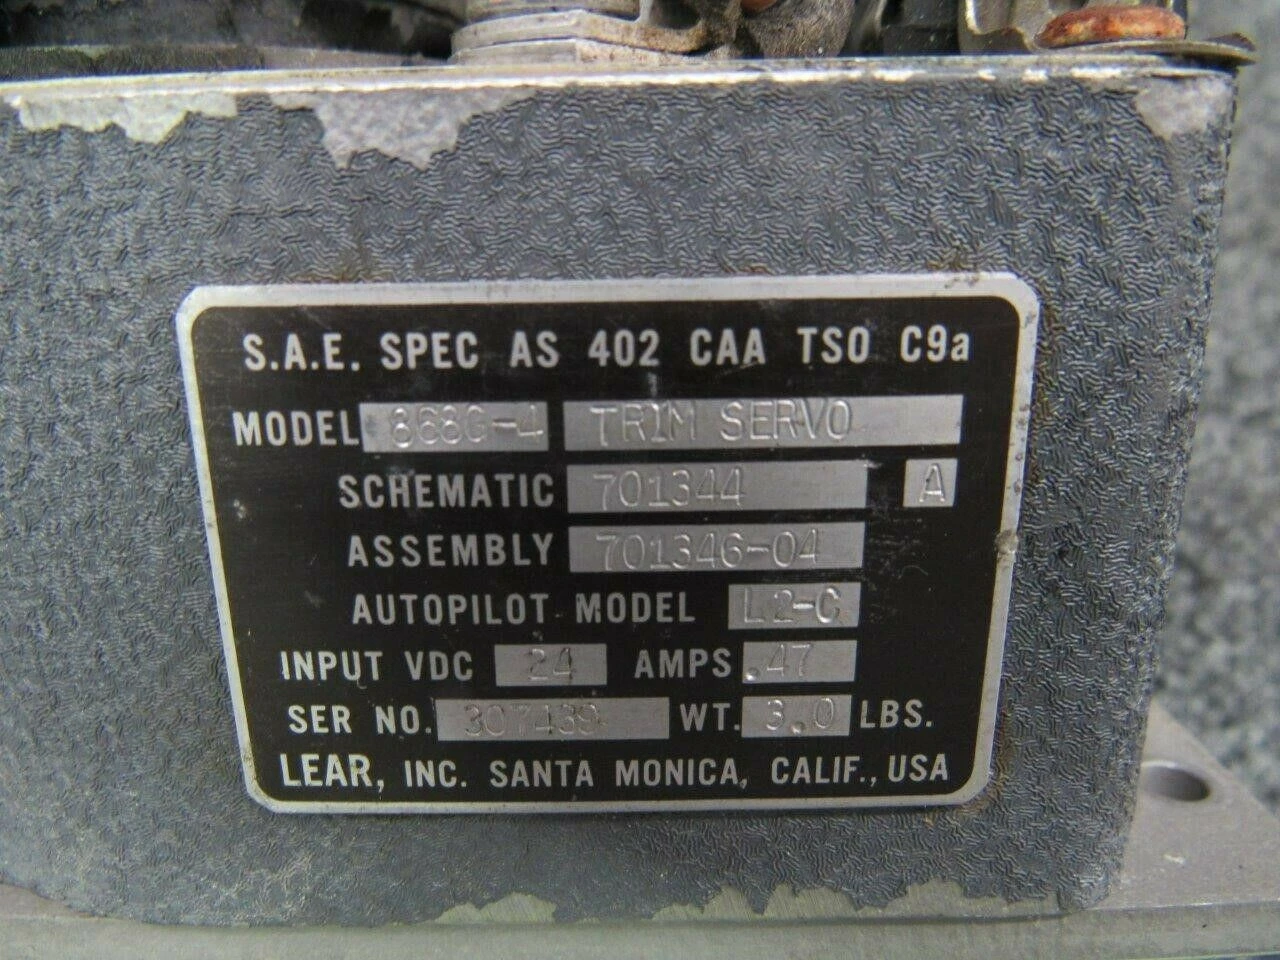 S.A.E. SPEC AS 402 CAA TSO C9a
MODEL 868G-4 TRIM SERVO
SCHEMATIC 701344 A
ASSEMBLY 701346-04
AUTOPILOT MODEL L2-C
INPUT VDC 24 AMPS .47
SER NO. 307439 WT. 3.0 LBS.
LEAR, INC. SANTA MONICA, CALIF., USA